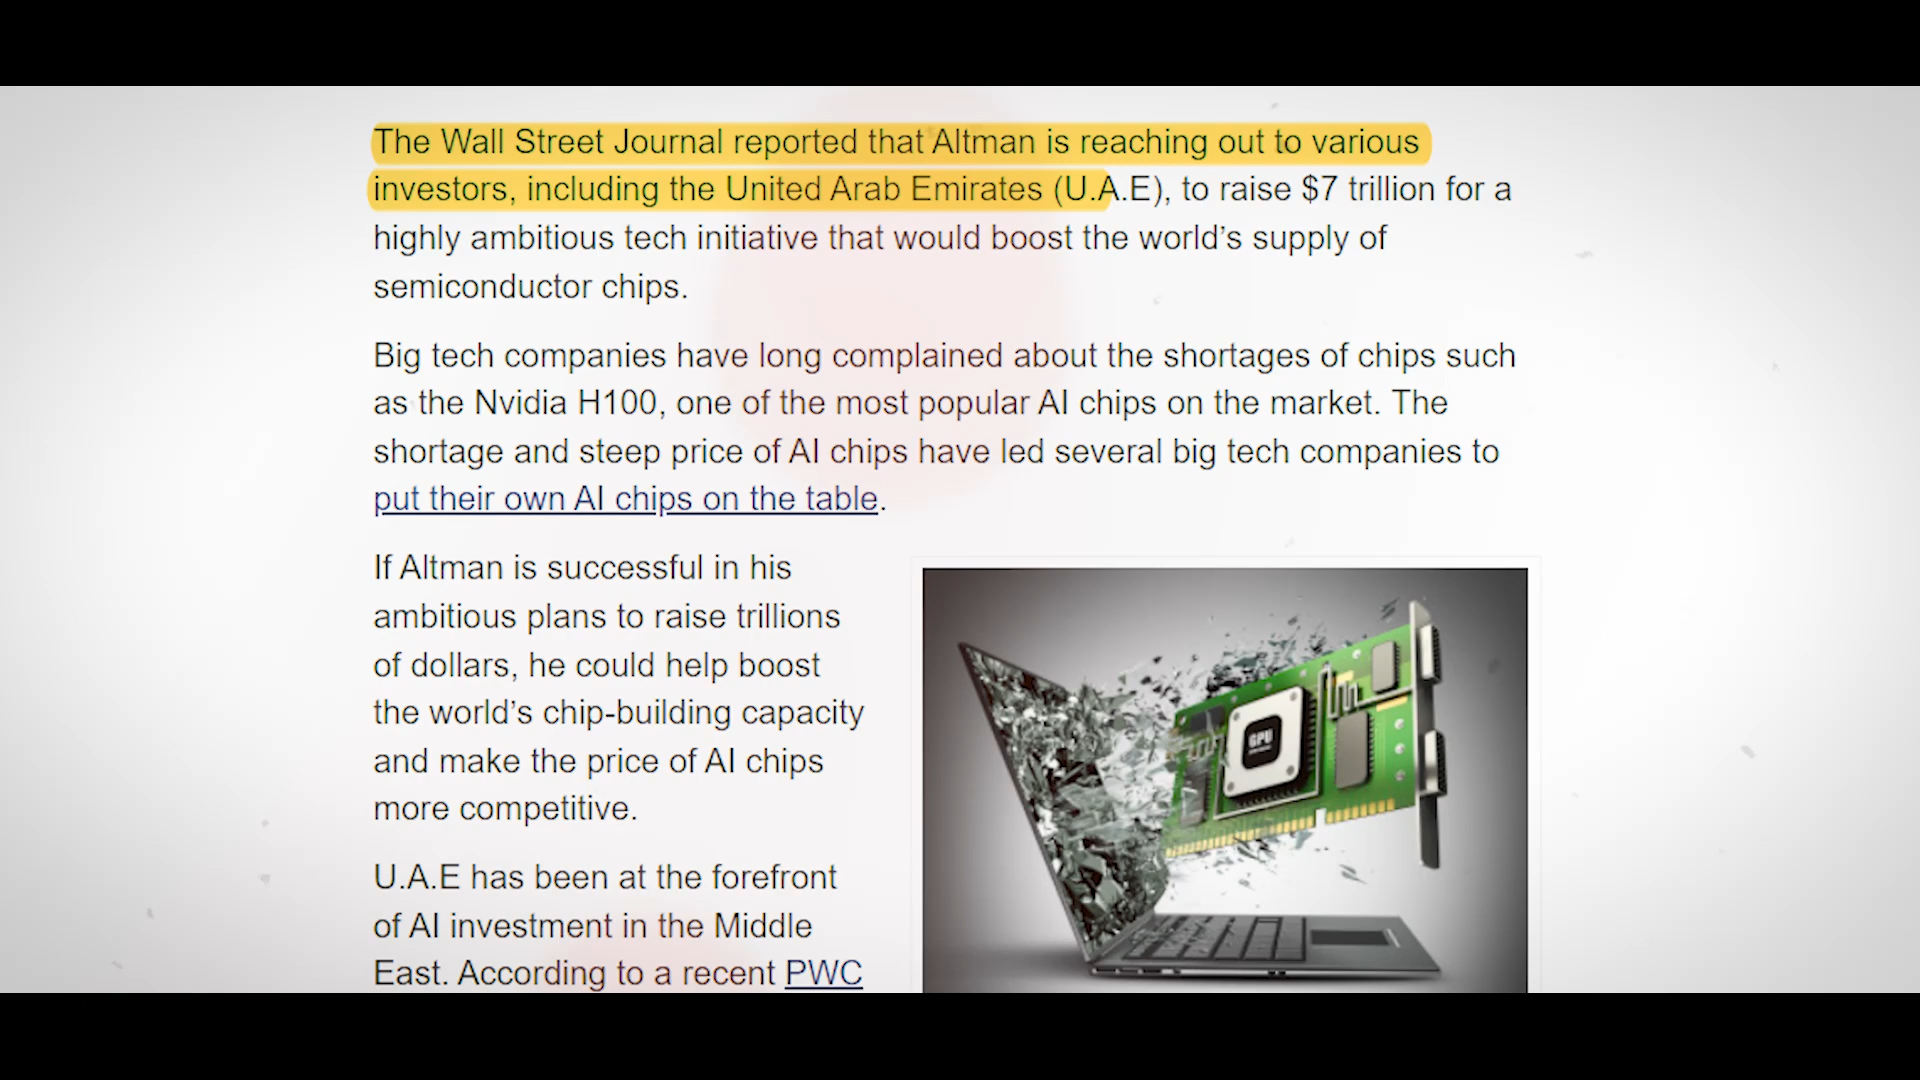 The Wall Street Journal reported that Altman is reaching out to various
investors, including the United Arab Emirates (U.A.E), to raise $7 trillion for a
highly ambitious tech initiative that would boost the world’s supply of
semiconductor chips.
Big tech companies have long complained about the shortages of chips such
as the Nvidia H100, one of the most popular AI chips on the market. The
shortage and steep price of AI chips have led several big tech companies to
put their own AI chips on the table.
If Altman is successful in his
ambitious plans to raise trillions
of dollars, he could help boost
the world’s chip-building capacity
and make the price of AI chips
more competitive.
U.A.E has been at the forefront
of AI investment in the Middle
East. According to a recent PWC
GPU